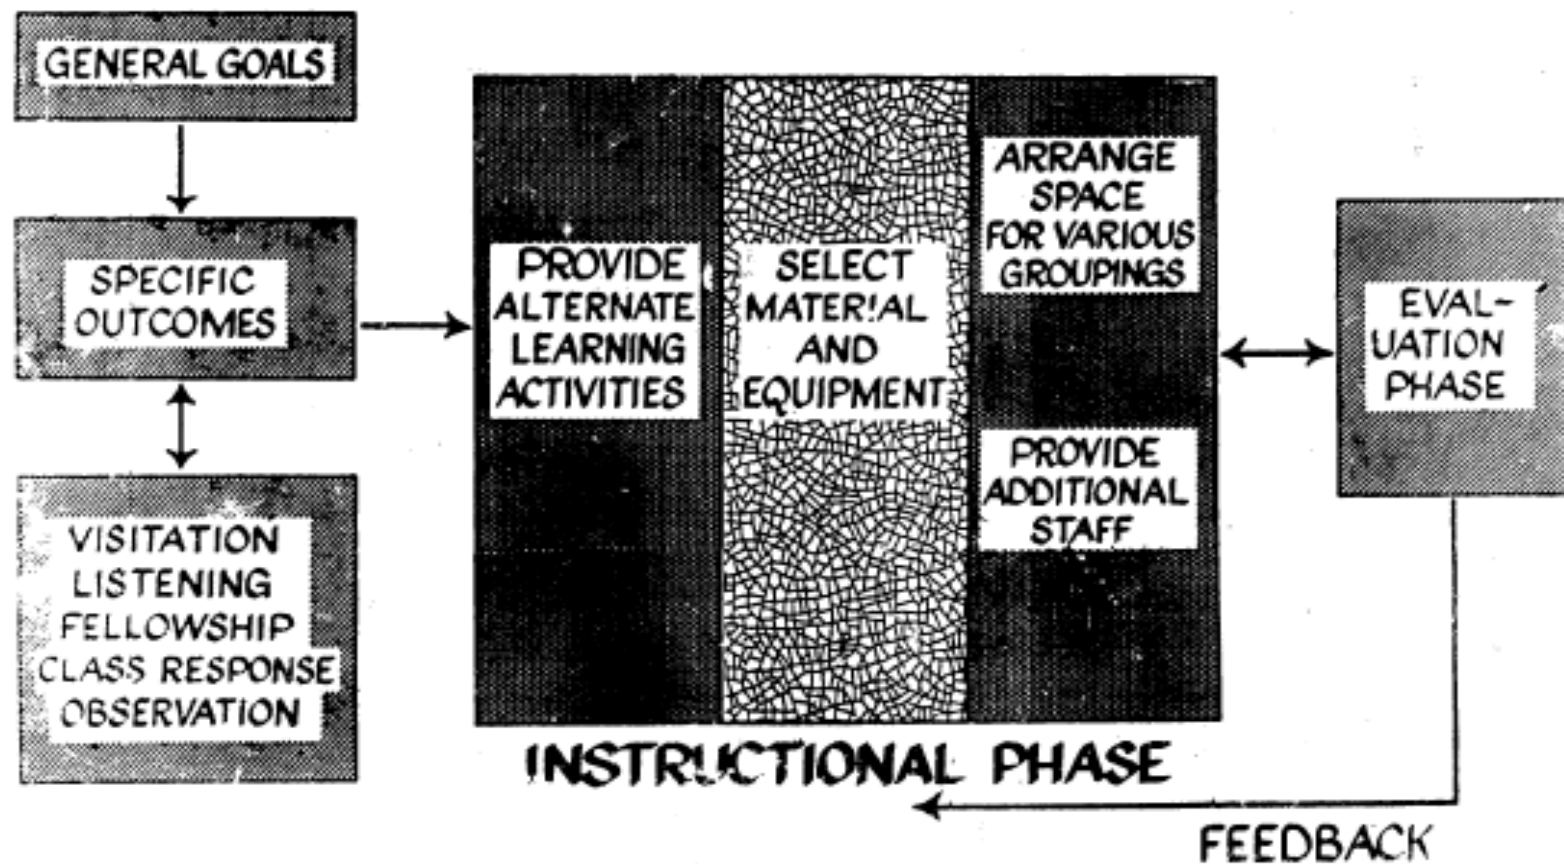 GENERAL GOALS
SPECIFIC
OUTCOMES
VISITATION
LISTENING
FELLOWSHIP
CLASS RESPONSE
OBSERVATION
PROVIDE
ALTERNATE
LEARNING
ACTIVITIES
SELECT
MATERIAL
AND
EQUIPMENT
ARRANGE
SPACE
FOR VARIOUS
GROUPINGS
PROVIDE
ADDITIONAL
STAFF
INSTRUCTIONAL PHASE
EVAL-
UATION
PHASE
FEEDBACK